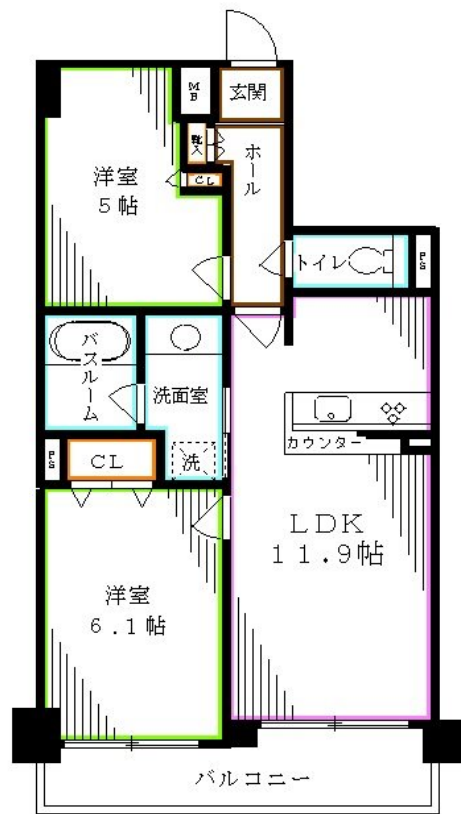 MB
玄関
靴入
ホール
洋室
5帖
CL
トイレ
PS
バスルーム
洗面室
カウンター
PS
CL
洗
LDK
11.9帖
洋室
6.1帖
バルコニー